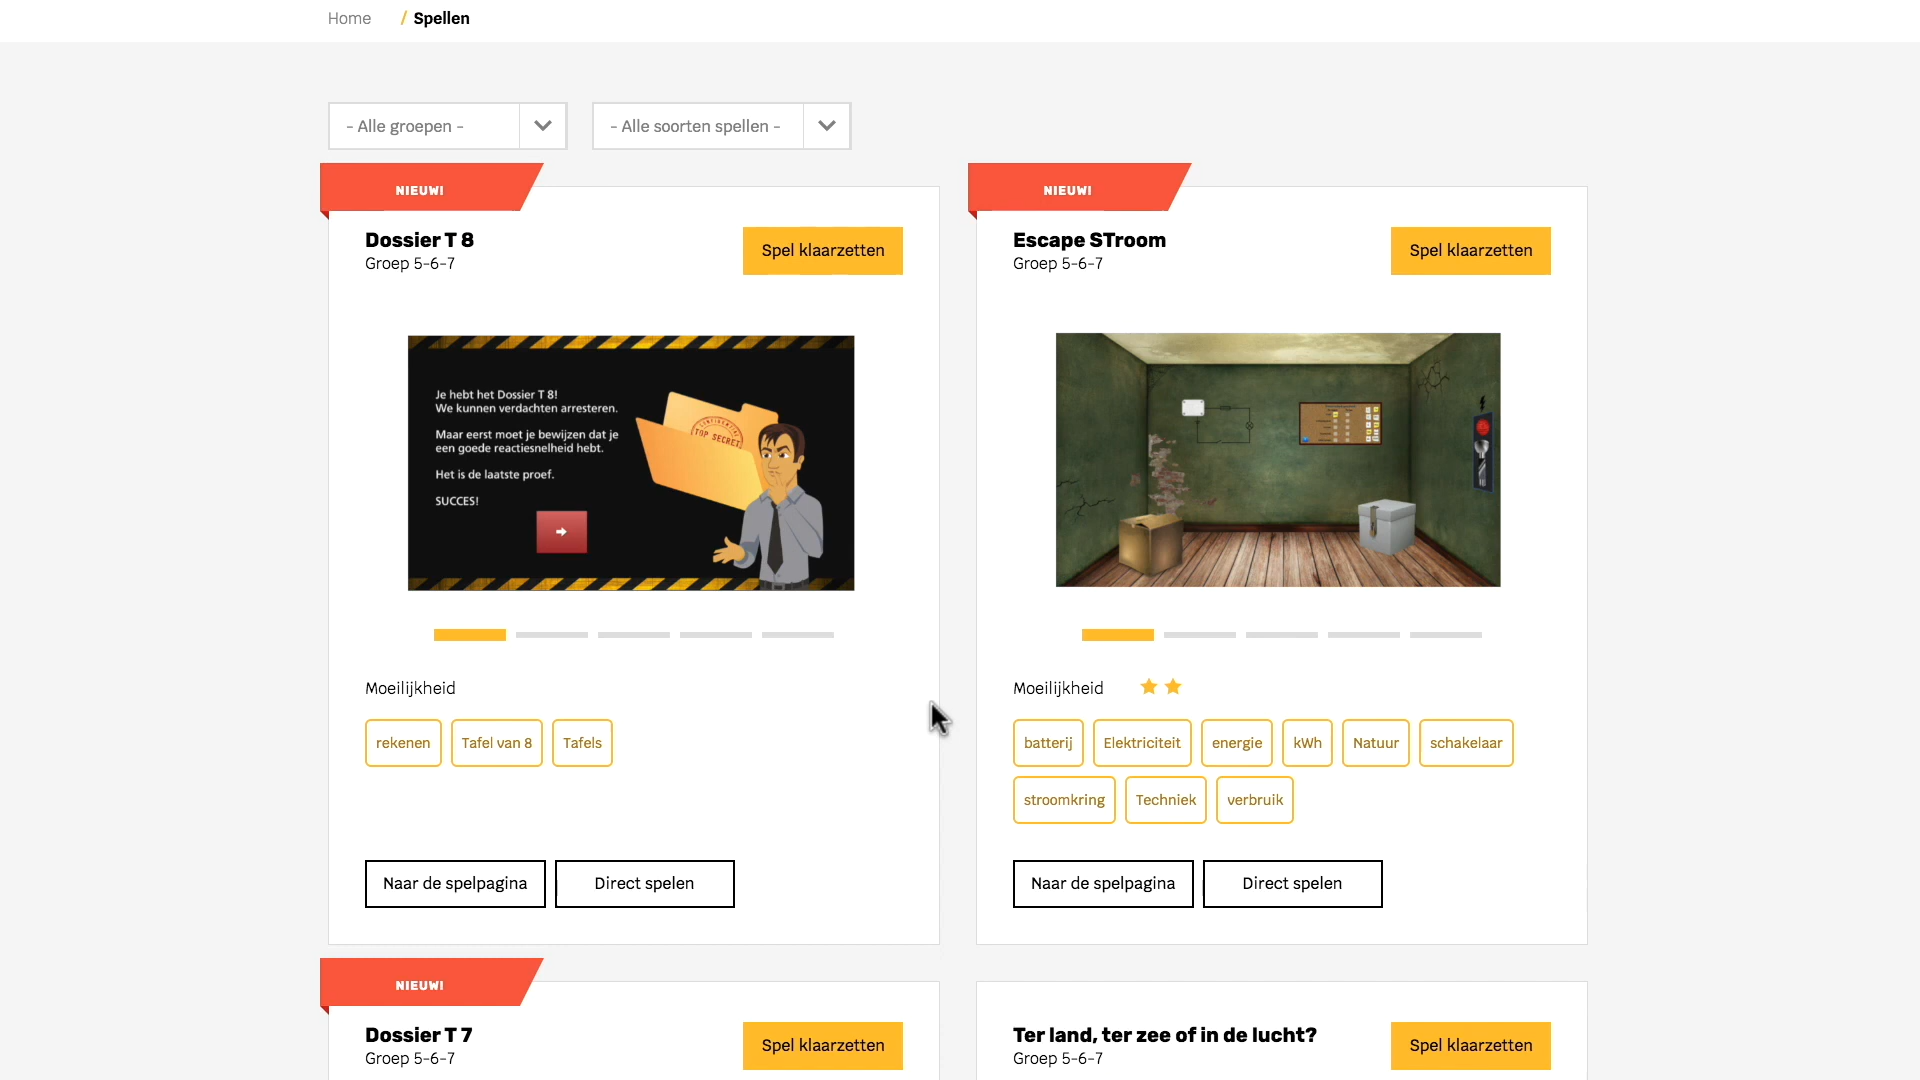 Home / Spellen
- Alle groepen -
- Alle soorten spellen -
NIEUW!
Dossier T 8
Groep 5-6-7
Spel klaarzetten
Je hebt het Dossier T 8!
We kunnen verdachten arresteren.
Maar eerst moet je bewijzen dat je
een goede reactiesnelheid hebt.
Het is de laatste proef.
SUCCES!
CONFIDENTIAL
TOP SECRET
Moeilijkheid
rekenen
Tafel van 8
Tafels
Naar de spelpagina
Direct spelen
NIEUW!
Escape STroom
Groep 5-6-7
Spel klaarzetten
Moeilijkheid
batterij
Elektriciteit
energie
kWh
Natuur
schakelaar
stroomkring
Techniek
verbruik
Naar de spelpagina
Direct spelen
NIEUW!
Dossier T 7
Groep 5-6-7
Spel klaarzetten
Ter land, ter zee of in de lucht?
Groep 5-6-7
Spel klaarzetten